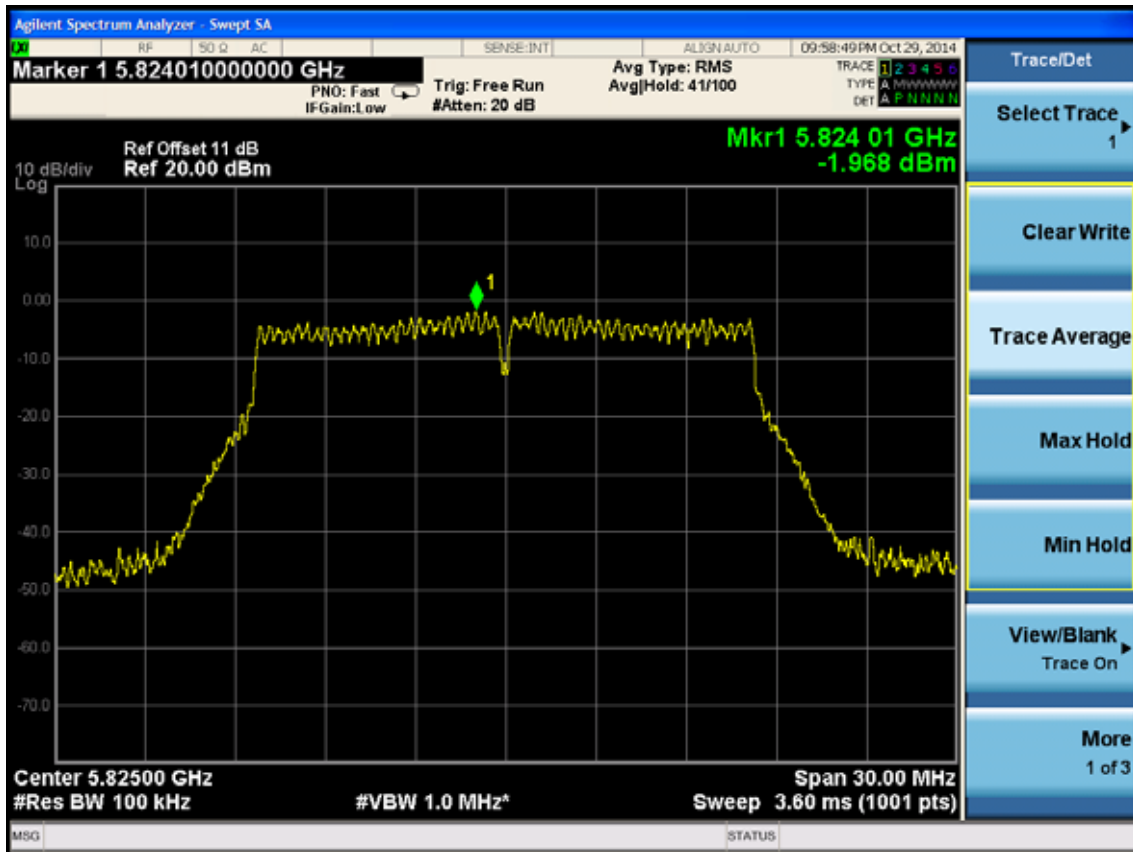 Agilent Spectrum Analyzer - Swept SA
RF 50 Ω AC SENSE:INT ALIGN AUTO 09:58:49 PM Oct 29, 2014
Marker 1 5.824010000000 GHz
PNO: Fast
IFGain:Low
Trig: Free Run
#Atten: 20 dB
Avg Type: RMS
Avg|Hold: 41/100
TRACE 1 2 3 4 5 6
TYPE A MWWWWW
DET A P N N N N
Mkr1 5.824 01 GHz
-1.968 dBm
Ref Offset 11 dB
10 dB/div Ref 20.00 dBm
Log
10.0
1
0.00
-10.0
-20.0
-30.0
-40.0
-50.0
-60.0
-70.0
Center 5.82500 GHz Span 30.00 MHz
#Res BW 100 kHz #VBW 1.0 MHz* Sweep 3.60 ms (1001 pts)
MSG STATUS
Trace/Det
Select Trace
1
Clear Write
Trace Average
Max Hold
Min Hold
View/Blank
Trace On
More
1 of 3